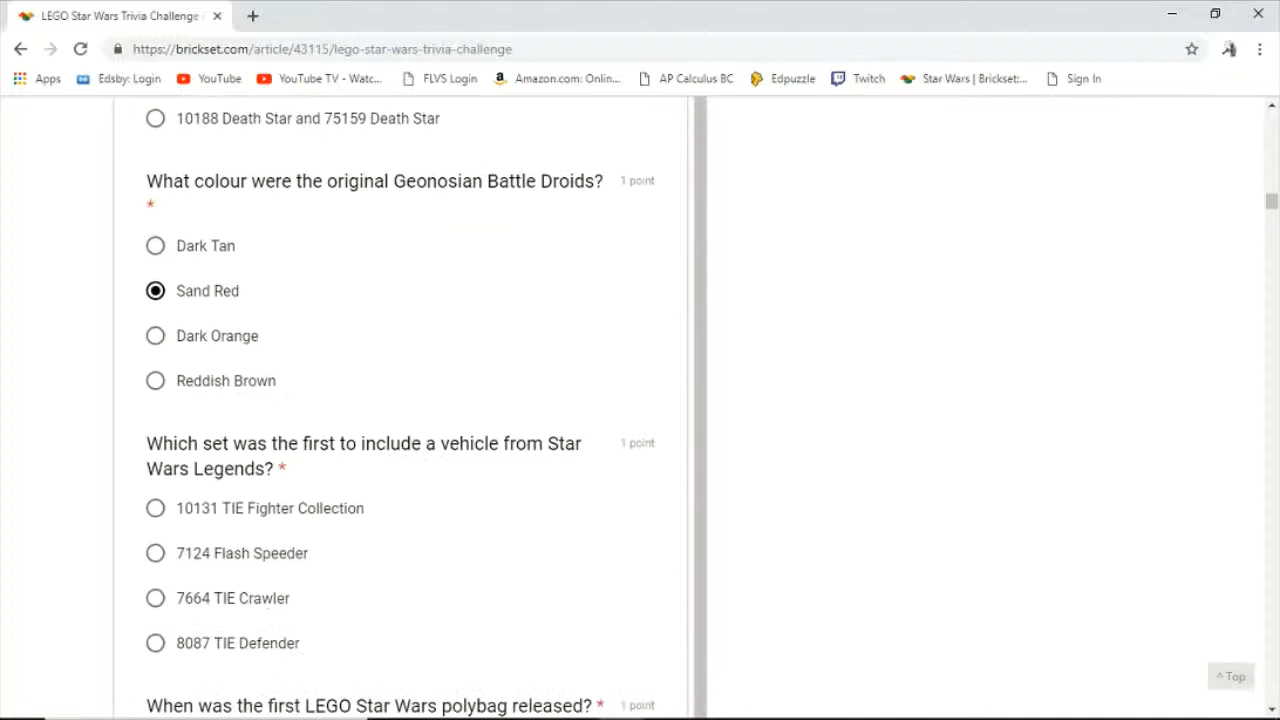 LEGO Star Wars Trivia Challenge
https://brickset.com/article/43115/lego-star-wars-trivia-challenge
Apps Edsby: Login YouTube YouTube TV - Watc... FLVS Login Amazon.com: Onlin... AP Calculus BC Edpuzzle Twitch Star Wars | Brickset:... Sign In
10188 Death Star and 75159 Death Star
What colour were the original Geonosian Battle Droids? 1 point
*
Dark Tan
Sand Red
Dark Orange
Reddish Brown
Which set was the first to include a vehicle from Star 1 point
Wars Legends? *
10131 TIE Fighter Collection
7124 Flash Speeder
7664 TIE Crawler
8087 TIE Defender
^ Top
When was the first LEGO Star Wars polybag released? * 1 point